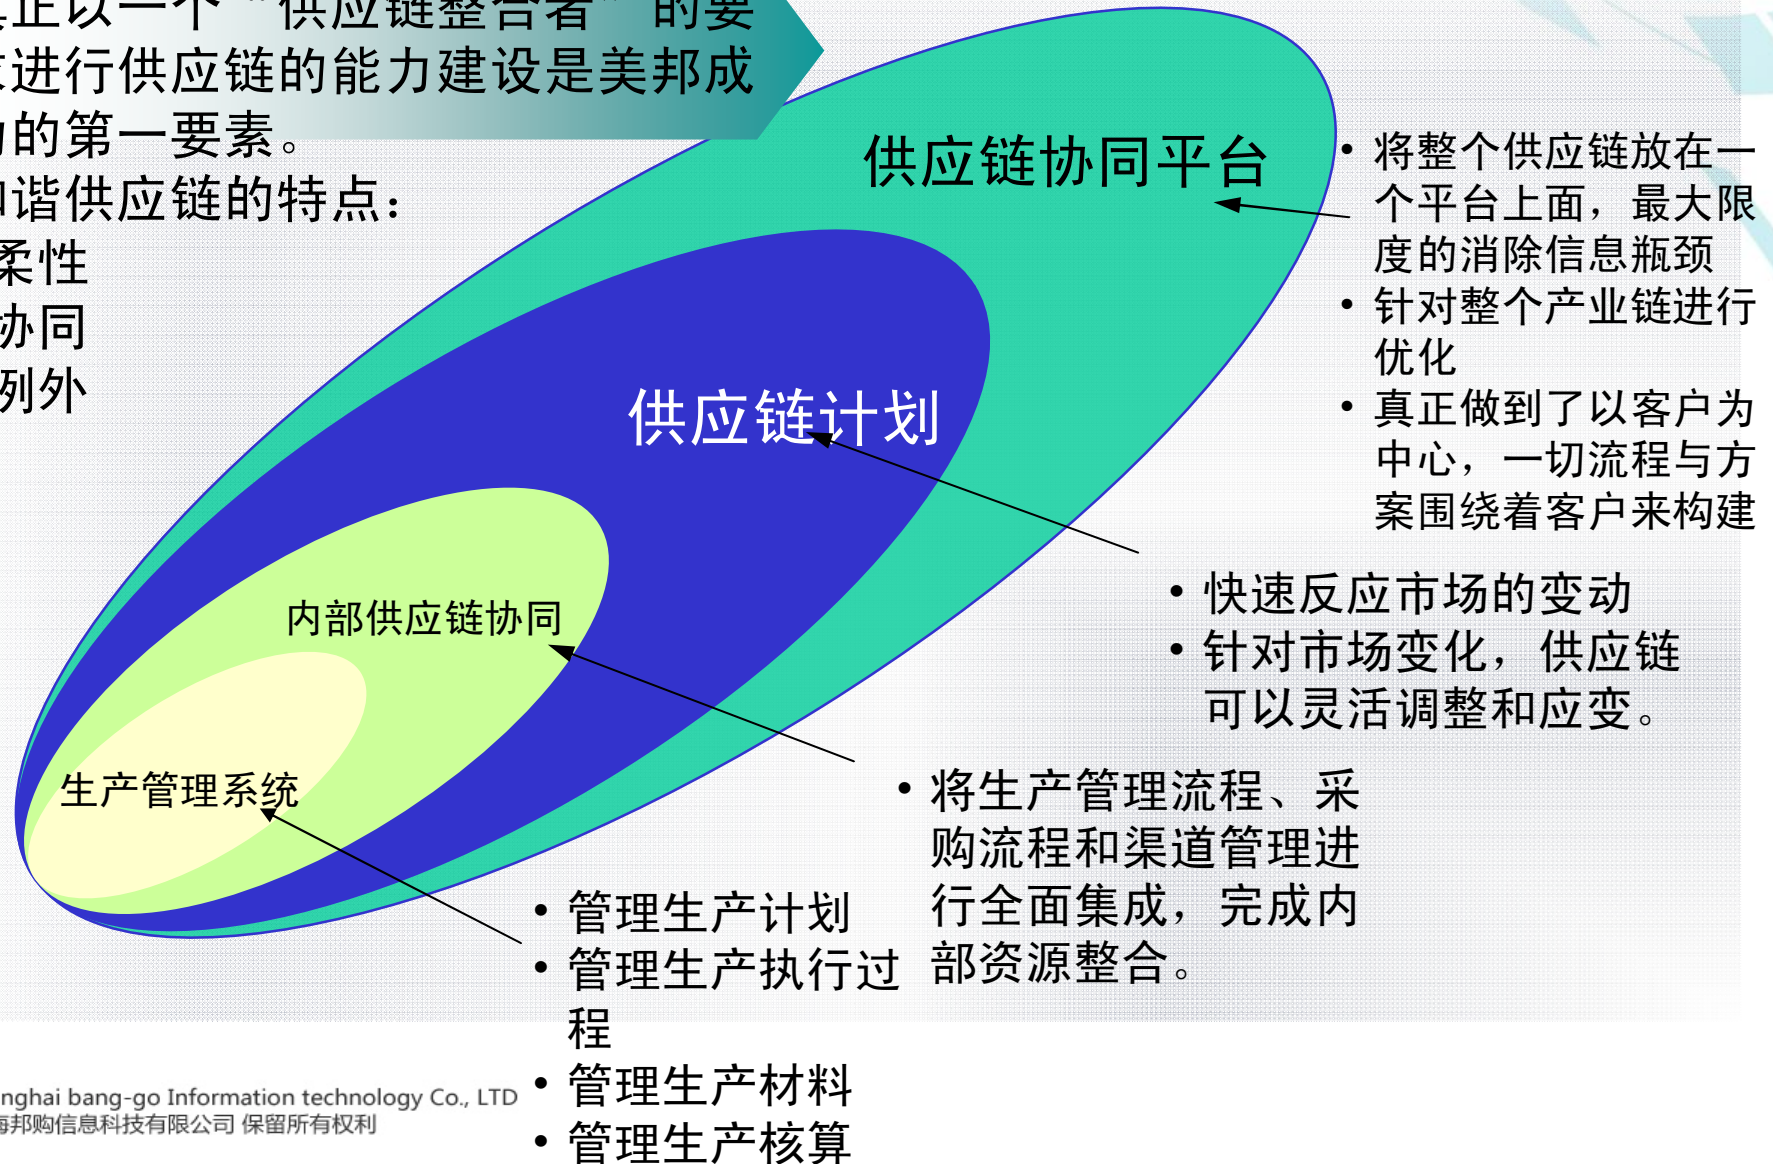 真正以一个“供应链整合者”的要
求进行供应链的能力建设是美邦成
功的第一要素。
和谐供应链的特点：
柔性
协同
例外
供应链协同平台
• 将整个供应链放在一
个平台上面，最大限
度的消除信息瓶颈
• 针对整个产业链进行
优化
• 真正做到了以客户为
中心，一切流程与方
案围绕着客户来构建
供应链计划
• 快速反应市场的变动
• 针对市场变化，供应链
可以灵活调整和应变。
内部供应链协同
• 将生产管理流程、采
购流程和渠道管理进
行全面集成，完成内
部资源整合。
生产管理系统
• 管理生产计划
• 管理生产执行过
程
• 管理生产材料
• 管理生产核算
nghai bang-go Information technology Co., LTD
海邦购信息科技有限公司 保留所有权利